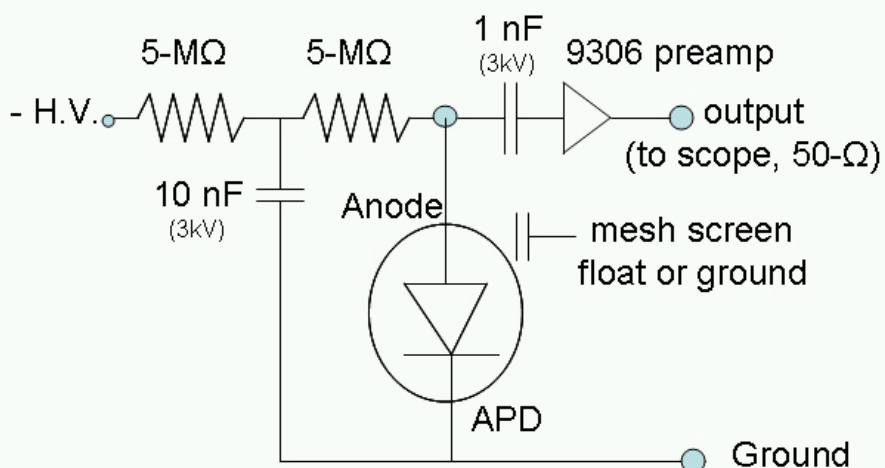 1 nF
(3kV)
5-MΩ
5-MΩ
9306 preamp
- H.V.
output
(to scope, 50-Ω)
10 nF
(3kV)
Anode
mesh screen
float or ground
APD
Ground